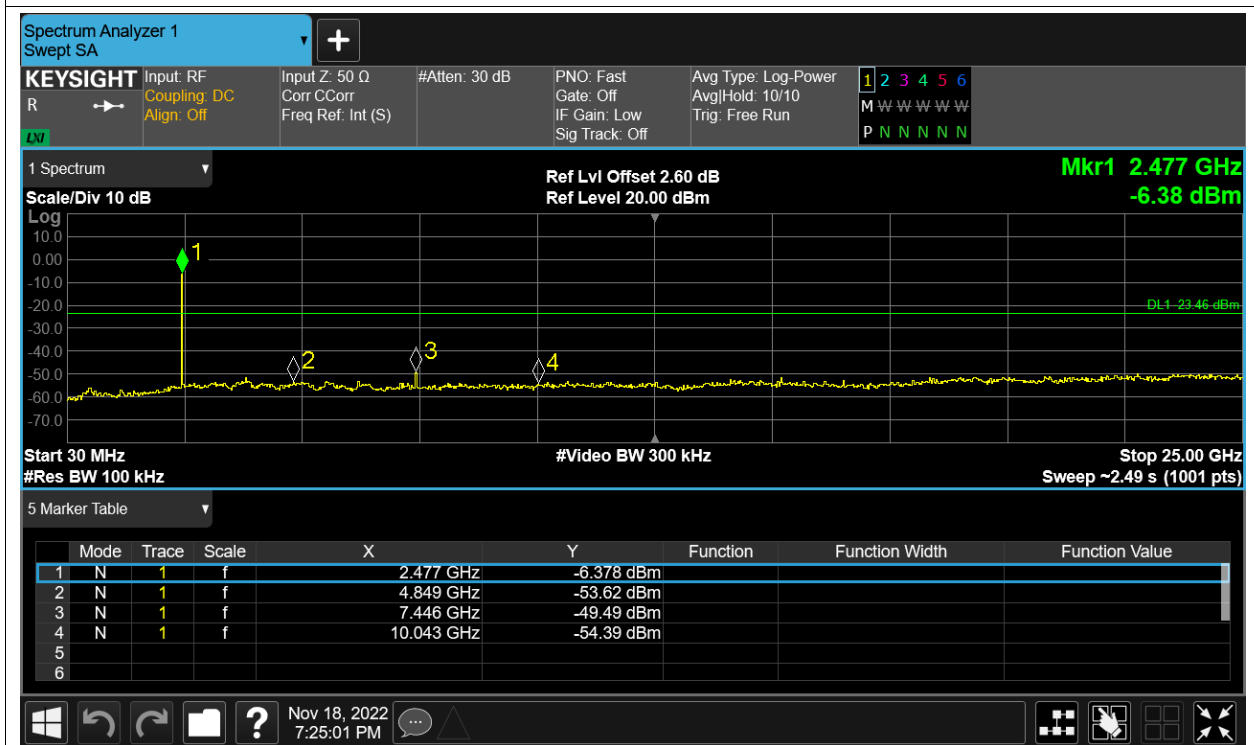 Spectrum Analyzer 1
Swept SA
KEYSIGHT
R
LXI
Input: RF
Coupling: DC
Align: Off
Input Z: 50 Ω
Corr CCorr
Freq Ref: Int (S)
#Atten: 30 dB
PNO: Fast
Gate: Off
IF Gain: Low
Sig Track: Off
Avg Type: Log-Power
Avg|Hold: 10/10
Trig: Free Run
1 2 3 4 5 6
M W W W W W
P N N N N N
1 Spectrum
Scale/Div 10 dB
Ref Lvl Offset 2.60 dB
Ref Level 20.00 dBm
Mkr1 2.477 GHz
-6.38 dBm
Log
10.0
0.00
-10.0
-20.0
-30.0
-40.0
-50.0
-60.0
-70.0
1
2
3
4
DL1 -23.46 dBm
Start 30 MHz
#Res BW 100 kHz
#Video BW 300 kHz
Stop 25.00 GHz
Sweep ~2.49 s (1001 pts)
5 Marker Table
Mode Trace Scale X Y Function Function Width Function Value
1 N 1 f 2.477 GHz -6.378 dBm
2 N 1 f 4.849 GHz -53.62 dBm
3 N 1 f 7.446 GHz -49.49 dBm
4 N 1 f 10.043 GHz -54.39 dBm
5
6
?
Nov 18, 2022
7:25:01 PM